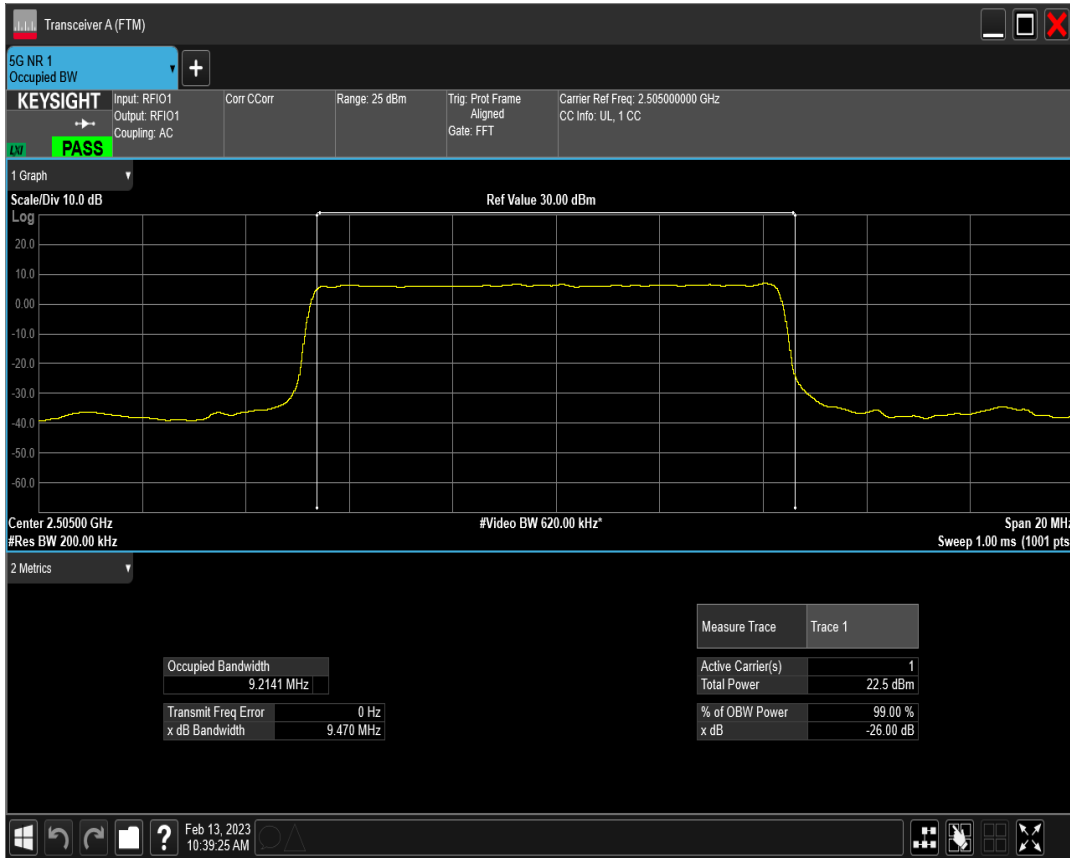 Transceiver A (FTM)
5G NR 1
Occupied BW
+
KEYSIGHT
LXI
PASS
Input: RFIO1
Output: RFIO1
Coupling: AC
Corr CCorr
Range: 25 dBm
Trig: Prot Frame
Aligned
Gate: FFT
Carrier Ref Freq: 2.505000000 GHz
CC Info: UL, 1 CC
1 Graph
Scale/Div 10.0 dB
Ref Value 30.00 dBm
Log
20.0
10.0
0.00
-10.0
-20.0
-30.0
-40.0
-50.0
-60.0
Center 2.50500 GHz
#Video BW 620.00 kHz*
Span 20 MHz
#Res BW 200.00 kHz
Sweep 1.00 ms (1001 pts
2 Metrics
Measure Trace
Trace 1
Occupied Bandwidth
9.2141 MHz
Active Carrier(s)
1
Total Power
22.5 dBm
Transmit Freq Error
0 Hz
x dB Bandwidth
9.470 MHz
% of OBW Power
99.00 %
x dB
-26.00 dB
?
Feb 13, 2023
10:39:25 AM